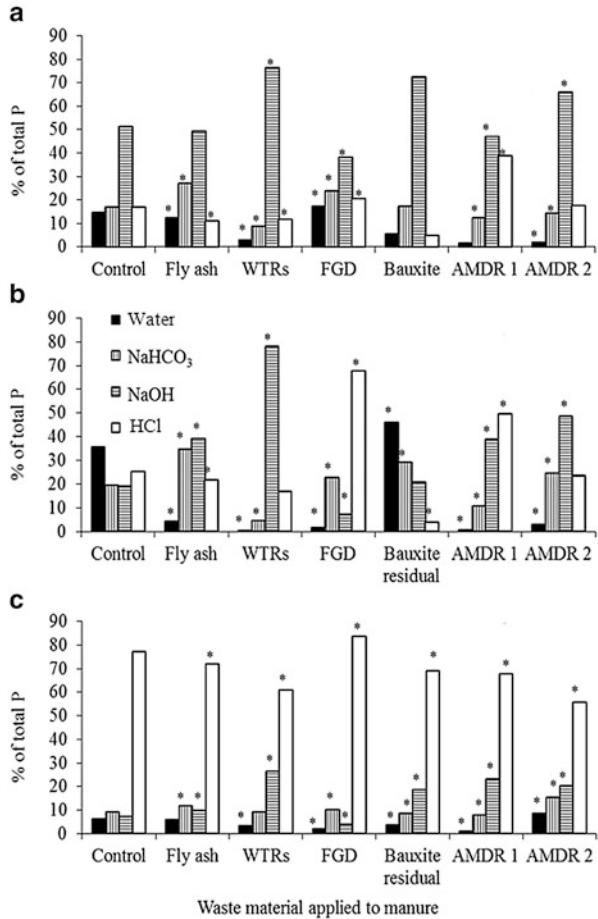 a
% of total P
90
80
70
60
50
40
30
20
10
0
* * * * * * * * * * * * * * * *
Control Fly ash WTRs FGD Bauxite AMDR 1 AMDR 2
b
% of total P
90
80
70
60
50
40
30
20
10
0
Water
NaHCO3
NaOH
HCl
Control Fly ash WTRs FGD Bauxite residual AMDR 1 AMDR 2
c
% of total P
90
80
70
60
50
40
30
20
10
0
Control Fly ash WTRs FGD Bauxite residual AMDR 1 AMDR 2
Waste material applied to manure